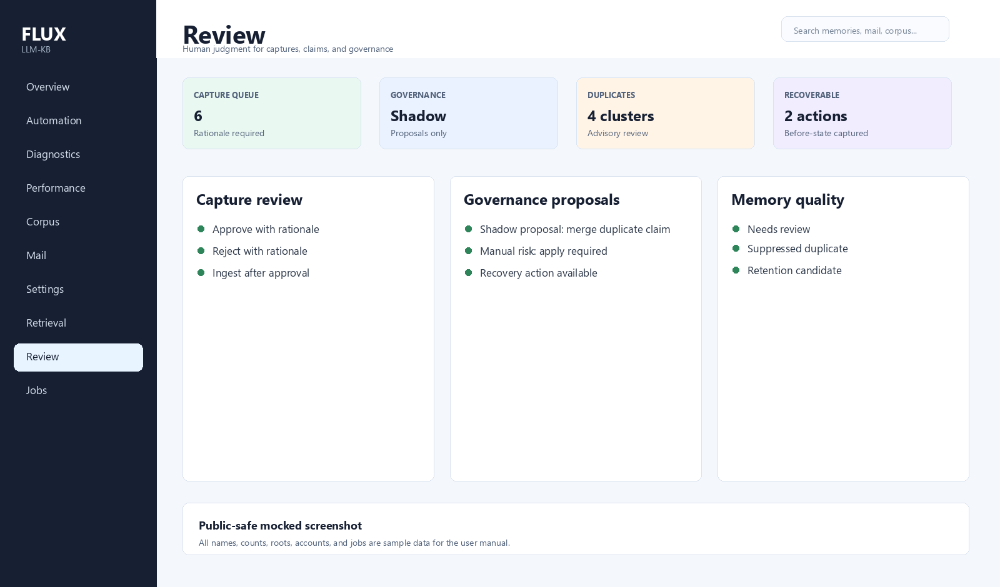 FLUX
LLM-KB
Overview
Automation
Diagnostics
Performance
Corpus
Mail
Settings
Retrieval
Review
Jobs
Review
Human judgment for captures, claims, and governance
Search memories, mail, corpus...
CAPTURE QUEUE
6
Rationale required
GOVERNANCE
Shadow
Proposals only
DUPLICATES
4 clusters
Advisory review
RECOVERABLE
2 actions
Before-state captured
Capture review
Approve with rationale
Reject with rationale
Ingest after approval
Governance proposals
Shadow proposal: merge duplicate claim
Manual risk: apply required
Recovery action available
Memory quality
Needs review
Suppressed duplicate
Retention candidate
Public-safe mocked screenshot
All names, counts, roots, accounts, and jobs are sample data for the user manual.